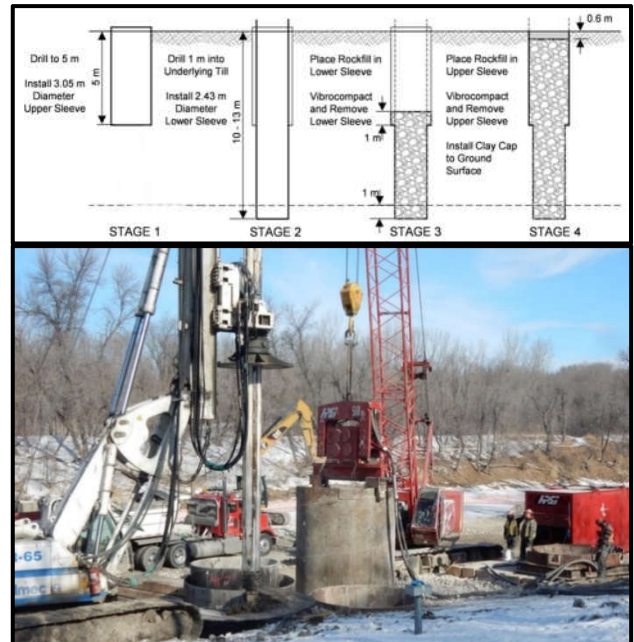 0.6 m
Drill to 5 m
Install 3.05 m
Diameter
Upper Sleeve
5 m
Drill 1 m into
Underlying Till
Install 2.43 m
Diameter
Lower Sleeve
10 - 13 m
Place Rockfill in
Lower Sleeve
Vibrocompact
and Remove
Lower Sleeve
1 m
1 m
Place Rockfill in
Upper Sleeve
Vibrocompact
and Remove
Upper Sleeve
Install Clay Cap
to Ground
Surface
STAGE 1
STAGE 2
STAGE 3
STAGE 4
-65